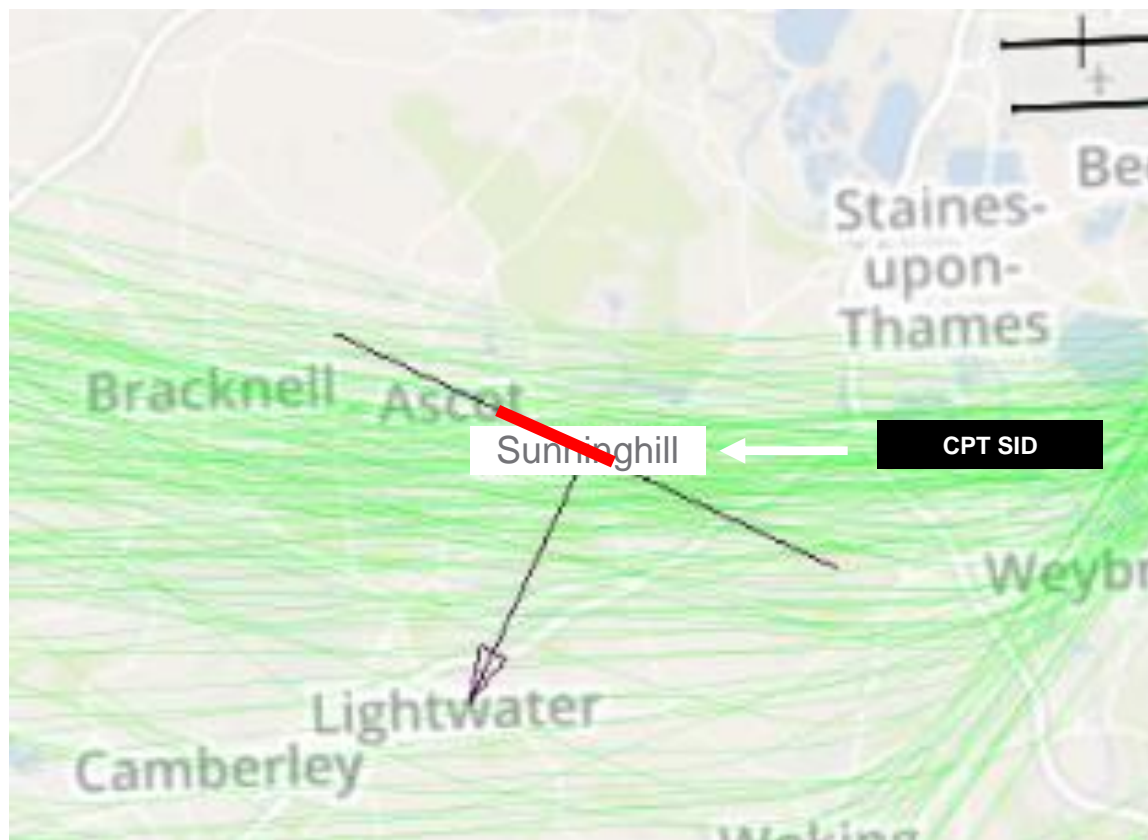 Staines-
upon-
Thames
Bracknell
Ascot
Sunninghill
CPT SID
Lightwater
Camberley